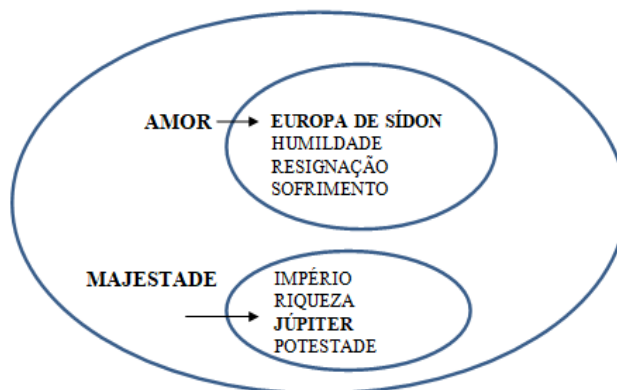 AMOR
EUROPA DE SÍDON
HUMILDADE
RESIGNAÇÃO
SOFRIMENTO
MAJESTADE
IMPÉRIO
RIQUEZA
JÚPITER
POTESTADE